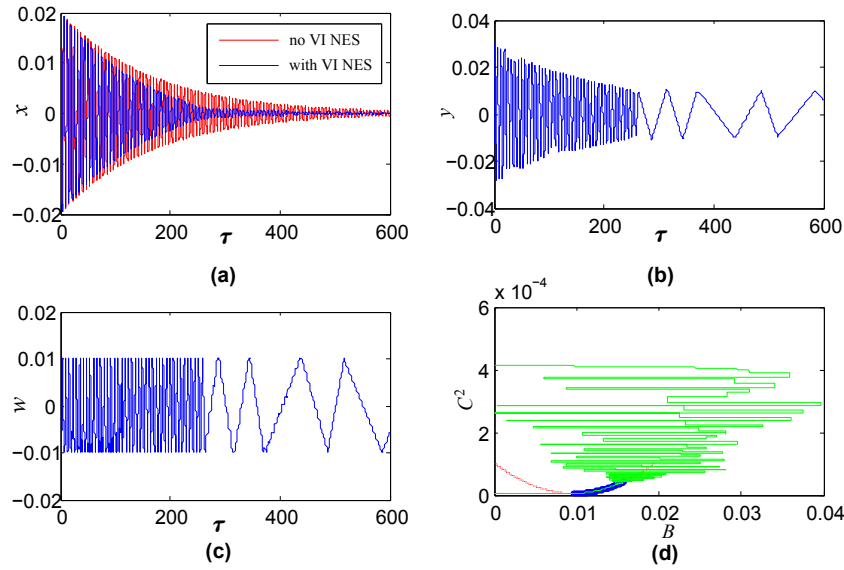 0.02
0.01
0
−0.01
−0.02
x
no VI NES
with VI NES
0 200 400 600
τ
(a)
0.04
0.02
0
−0.02
−0.04
y
0 200 400 600
τ
(b)
0.02
0.01
0
−0.01
−0.02
w
0 200 400 600
τ
(c)
x 10⁻⁴
6
4
2
0
C²
0 0.01 0.02 0.03 0.04
B
(d)